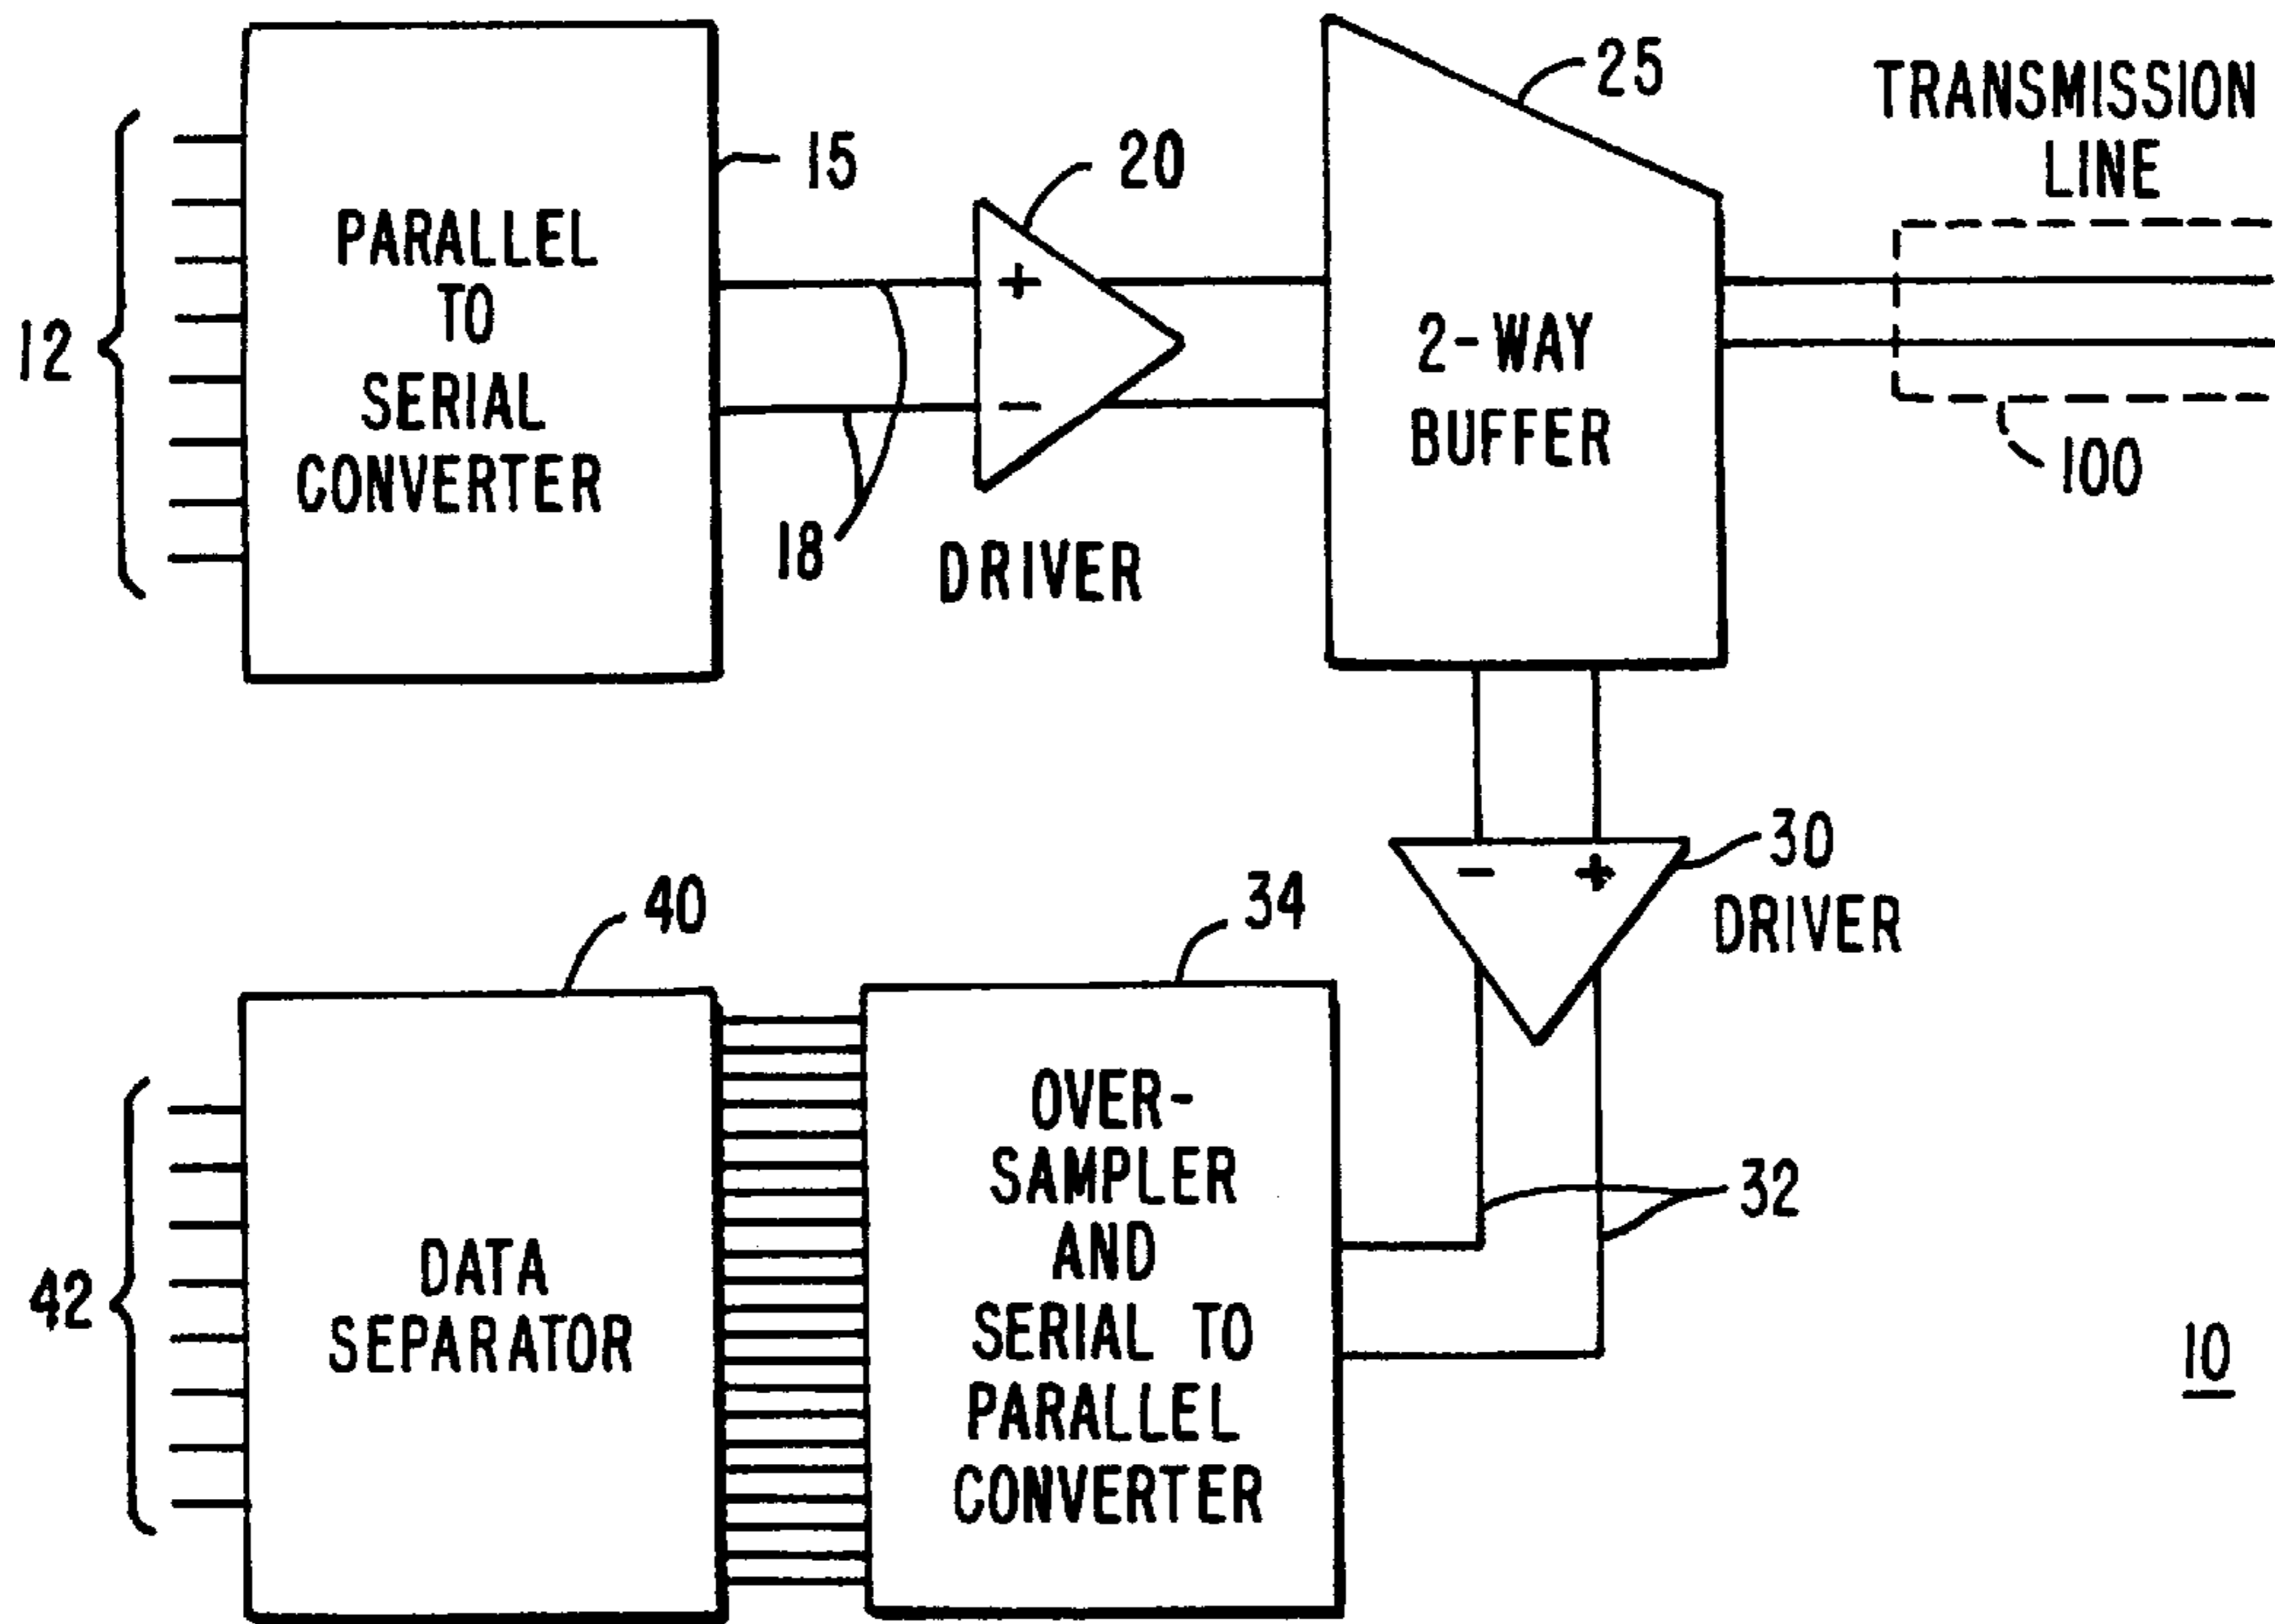 12
PARALLEL
TO
SERIAL
CONVERTER
15
18
+
-
20
DRIVER
25
2-WAY
BUFFER
TRANSMISSION
LINE
100
- +
30
DRIVER
32
34
OVER-
SAMPLER
AND
SERIAL TO
PARALLEL
CONVERTER
40
DATA
SEPARATOR
42
10